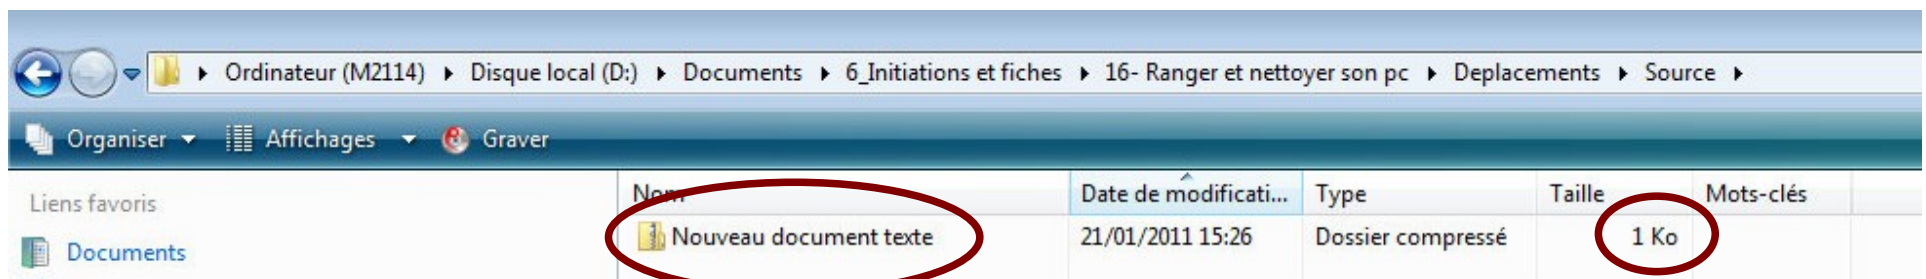 Ordinateur (M2114) Disque local (D:) Documents 6_Initiations et fiches 16- Ranger et nettoyer son pc Deplacements Source
Organiser Affichages Graver
Liens favoris Nom Date de modificati... Type Taille Mots-clés
Nouveau document texte 21/01/2011 15:26 Dossier compressé 1 Ko
Documents